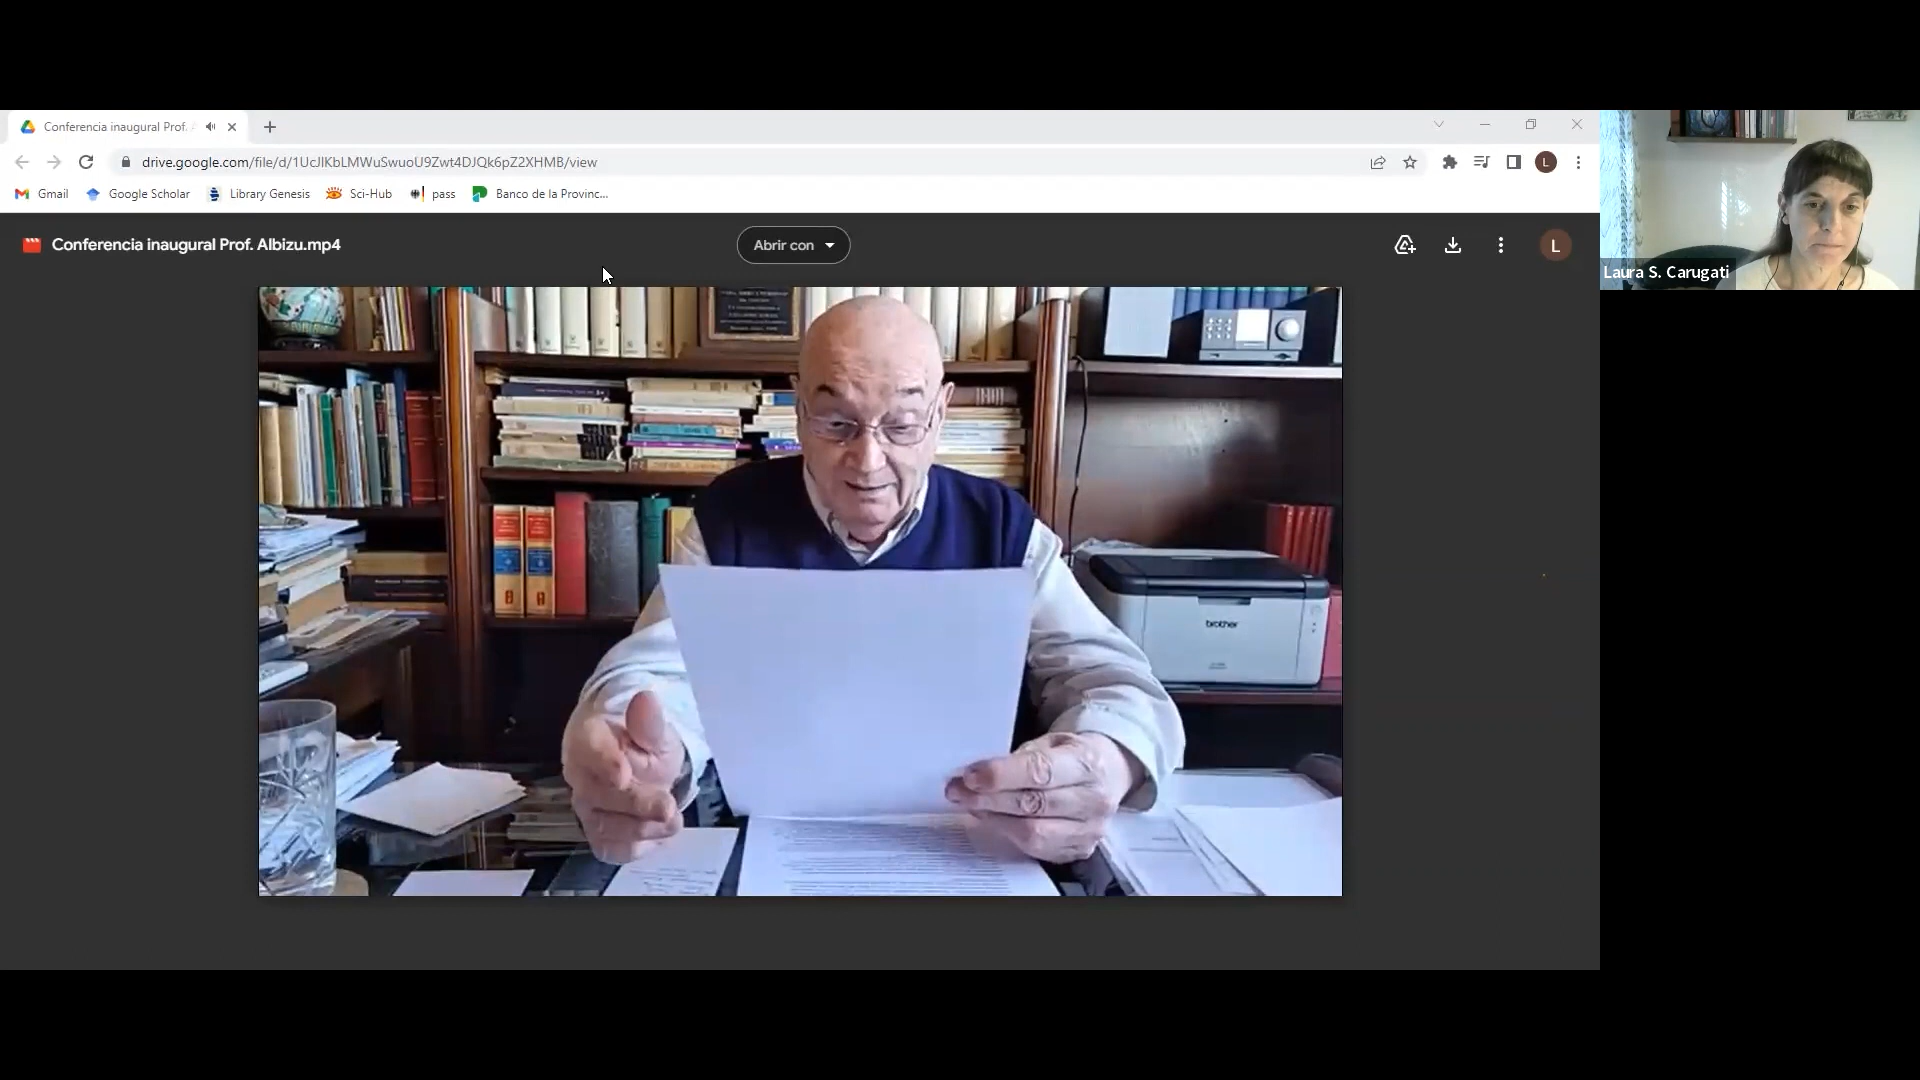 Conferencia inaugural Prof. A
drive.google.com/file/d/1UcJlKbLMWuSwuoU9Zwt4DJQk6pZ2XHMB/view
L
Gmail
Google Scholar
Library Genesis
Sci-Hub
pass
Banco de la Provinc...
Conferencia inaugural Prof. Albizu.mp4
Abrir con
L
Laura S. Carugati
brother